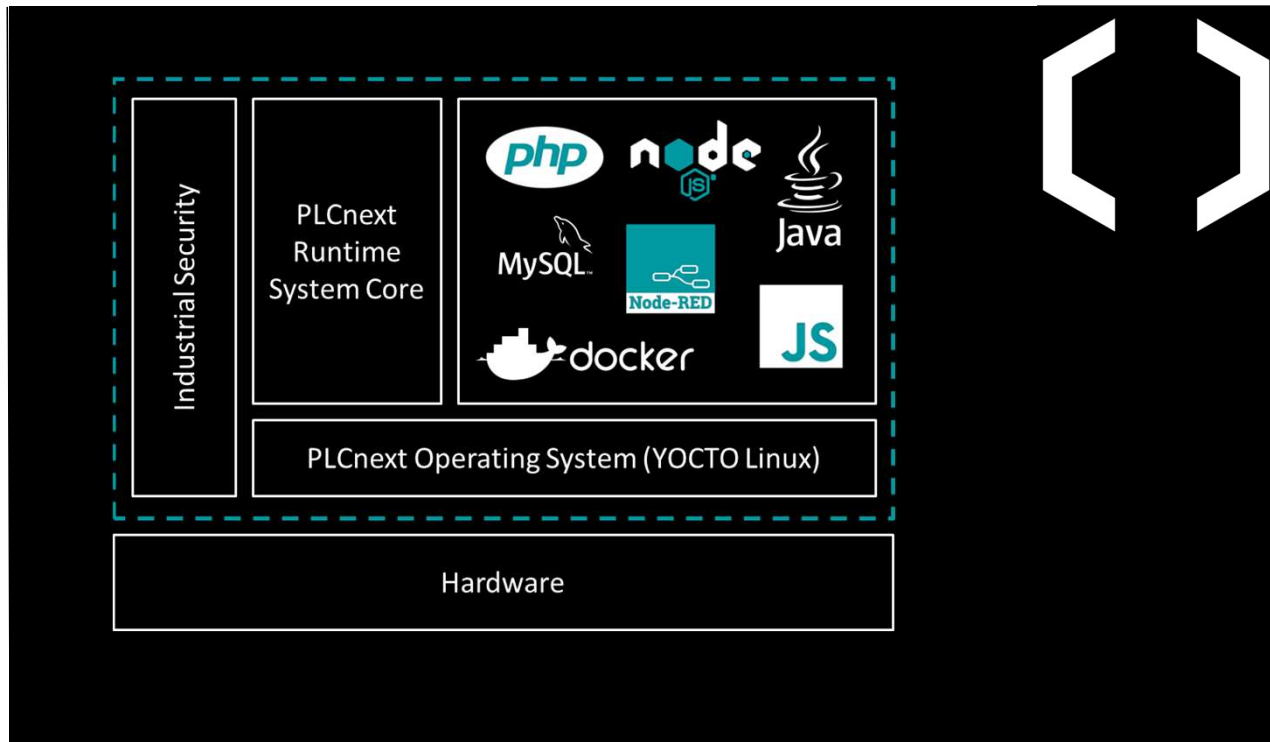 Industrial Security
PLCnext
Runtime
System Core
php
node
JS
Java
MySQL™
Node-RED
docker
JS
PLCnext Operating System (YOCTO Linux)
Hardware